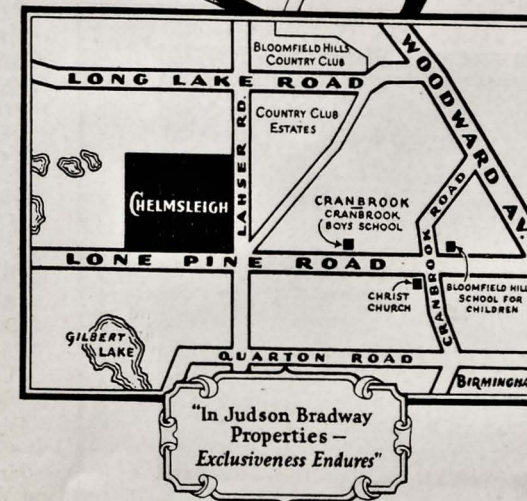 BLOOMFIELD HILLS
COUNTRY CLUB
WOODWARD AV.
LONG LAKE ROAD
LAHSER RD.
COUNTRY CLUB
ESTATES
CHELMSLEIGH
CRANBROOK
CRANBROOK
BOYS SCHOOL
CRANBROOK ROAD
LONE PINE ROAD
CHRIST
CHURCH
BLOOMFIELD HILL
SCHOOL FOR
CHILDREN
GILBERT
LAKE
QUARTON ROAD
BIRMINGHA
"In Judson Bradway
Properties –
Exclusiveness Endures"